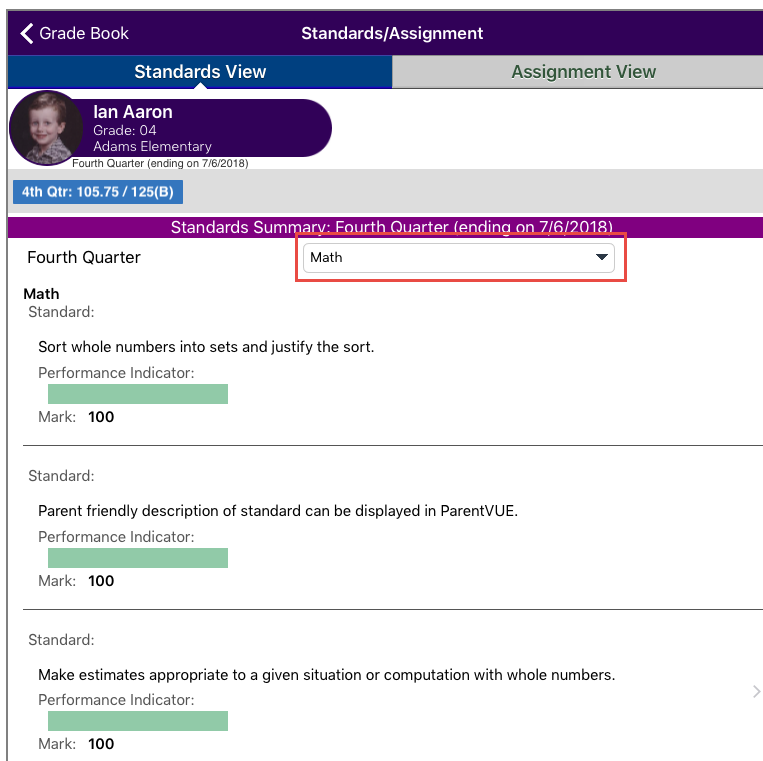 Grade Book
Standards/Assignment
Standards View
Assignment View
Ian Aaron
Grade: 04
Adams Elementary
Fourth Quarter (ending on 7/6/2018)
4th Qtr: 105.75 / 125(B)
Standards Summary: Fourth Quarter (ending on 7/6/2018)
Fourth Quarter
Math
Math
Standard:
Sort whole numbers into sets and justify the sort.
Performance Indicator:
Mark: 100
Standard:
Parent friendly description of standard can be displayed in ParentVUE.
Performance Indicator:
Mark: 100
Standard:
Make estimates appropriate to a given situation or computation with whole numbers.
Performance Indicator:
Mark: 100